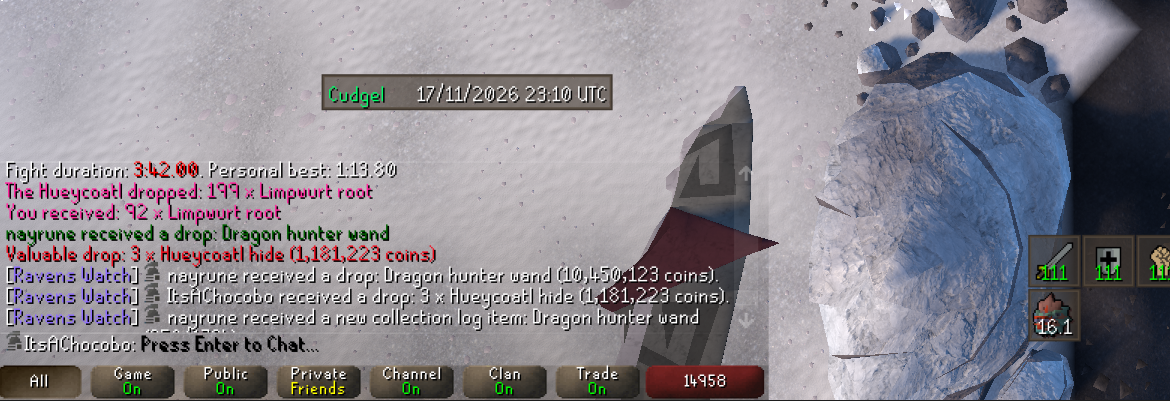 Cudgel 17/11/2026 23:10 UTC
Fight duration: 3:42.00. Personal best: 1:13.80
The Hueycoatl dropped: 199 x Limpwurt root
You received: 92 x Limpwurt root
nayrune received a drop: Dragon hunter wand
Valuable drop: 3 x Hueycoatl hide (1,181,223 coins)
[Ravens Watch] nayrune received a drop: Dragon hunter wand (10,450,123 coins).
[Ravens Watch] ItsAChocobo received a drop: 3 x Hueycoatl hide (1,181,223 coins).
[Ravens Watch] nayrune received a new collection log item: Dragon hunter wand
ItsAChocobo: Press Enter to Chat...
All
Game
On
Public
On
Private
Friends
Channel
On
Clan
On
Trade
On
14958
111
111
16.1